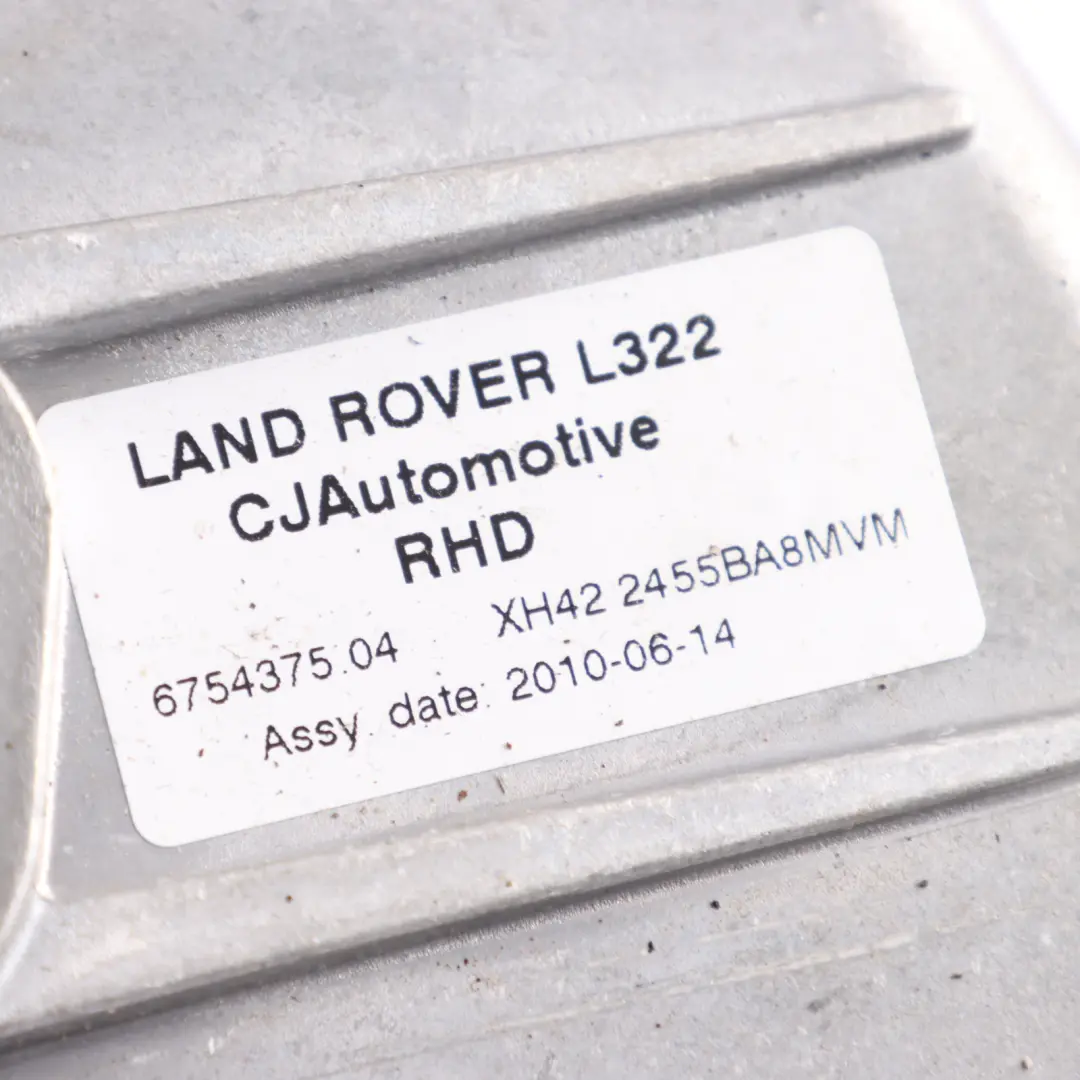 LAND ROVER L322
CJAutomotive
RHD
6754375.04 XH42 2455BA8MVM
Assy. date: 2010-06-14